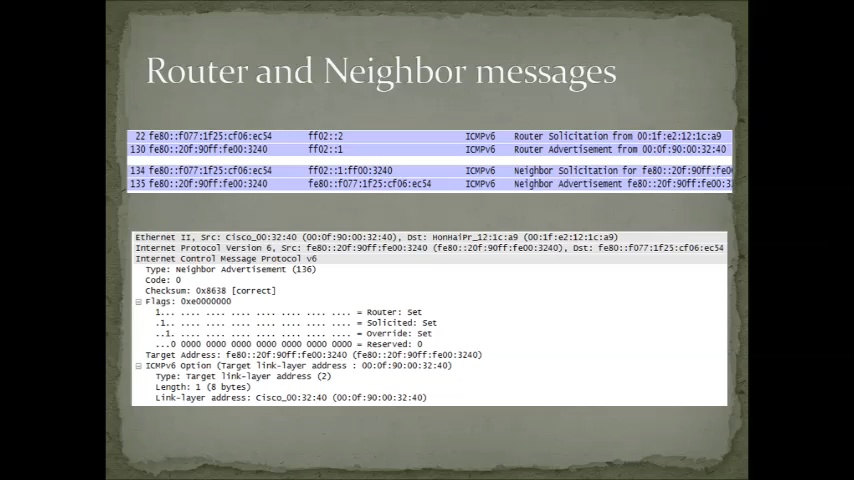 Router and Neighbor messages
22 fe80::f077:1f25:cf06:ec54 ff02::2 ICMPv6 Router Solicitation from 00:1f:e2:12:1c:a9
130 fe80::20f:90ff:fe00:3240 ff02::1 ICMPv6 Router Advertisement from 00:0f:90:00:32:40
134 fe80::f077:1f25:cf06:ec54 ff02::1:ff00:3240 ICMPv6 Neighbor Solicitation for fe80::20f:90ff:fe0
135 fe80::20f:90ff:fe00:3240 fe80::f077:1f25:cf06:ec54 ICMPv6 Neighbor Advertisement fe80::20f:90ff:fe00:3
Ethernet II, Src: Cisco_00:32:40 (00:0f:90:00:32:40), Dst: HonHaiPr_12:1c:a9 (00:1f:e2:12:1c:a9)
Internet Protocol Version 6, Src: fe80::20f:90ff:fe00:3240 (fe80::20f:90ff:fe00:3240), Dst: fe80::f077:1f25:cf06:ec54
Internet Control Message Protocol v6
Type: Neighbor Advertisement (136)
Code: 0
Checksum: 0x8638 [correct]
Flags: 0xe0000000
1... .... .... .... .... .... .... .... = Router: Set
.1.. .... .... .... .... .... .... .... = Solicited: Set
..1. .... .... .... .... .... .... .... = Override: Set
...0 0000 0000 0000 0000 0000 0000 0000 = Reserved: 0
Target Address: fe80::20f:90ff:fe00:3240 (fe80::20f:90ff:fe00:3240)
ICMPv6 Option (Target link-layer address : 00:0f:90:00:32:40)
Type: Target link-layer address (2)
Length: 1 (8 bytes)
Link-layer address: Cisco_00:32:40 (00:0f:90:00:32:40)